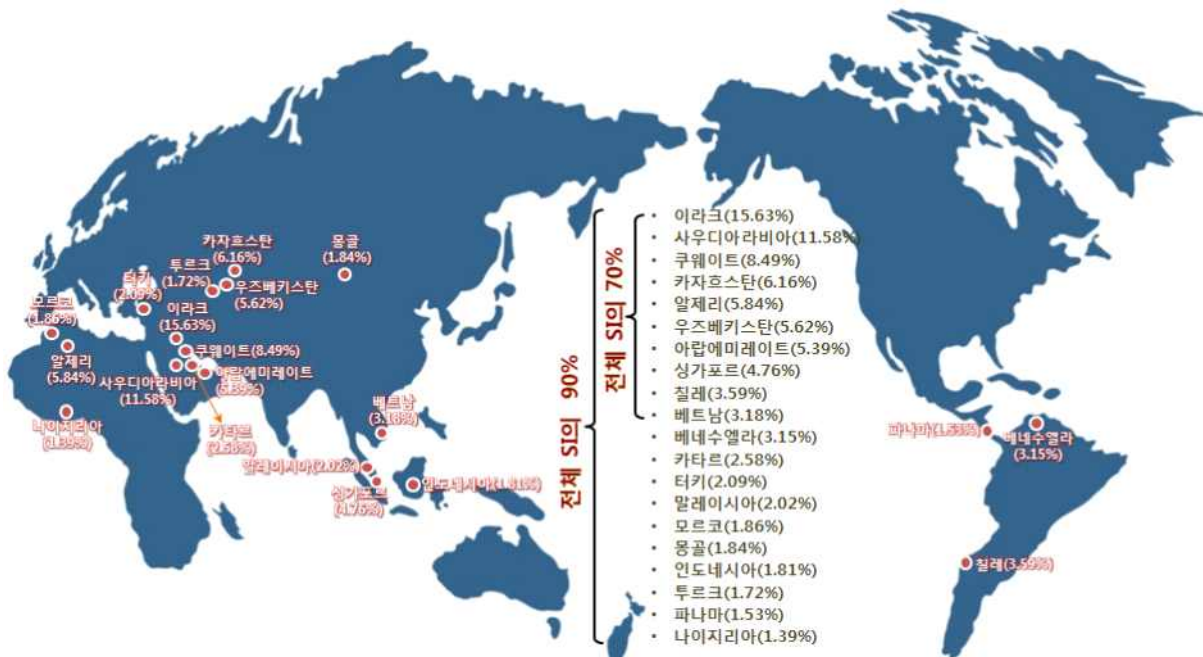 카자흐스탄
(6.16%)
몽골
(1.84%)
투르크
(1.72%)
우즈베키스탄
(5.62%)
터키
(2.09%)
모로코
(1.86%)
이라크
(15.63%)
알제리
(5.84%)
쿠웨이트(8.49%)
아랍에미레이트
(5.39%)
사우디아라비아
(11.58%)
나이지리아
(1.39%)
카타르
(2.58%)
베트남
(3.18%)
말레이시아(2.02%)
싱가포르
(4.76%)
인도네시아(1.81%)
전체 SI의 90%
전체 SI의 70%
• 이라크(15.63%)
• 사우디아라비아(11.58%)
• 쿠웨이트(8.49%)
• 카자흐스탄(6.16%)
• 알제리(5.84%)
• 우즈베키스탄(5.62%)
• 아랍에미레이트(5.39%)
• 싱가포르(4.76%)
• 칠레(3.59%)
• 베트남(3.18%)
• 베네수엘라(3.15%)
• 카타르(2.58%)
• 터키(2.09%)
• 말레이시아(2.02%)
• 모르코(1.86%)
• 몽골(1.84%)
• 인도네시아(1.81%)
• 투르크(1.72%)
• 파나마(1.53%)
• 나이지리아(1.39%)
파나마(1.53%)
베네수엘라
(3.15%)
칠레(3.59%)